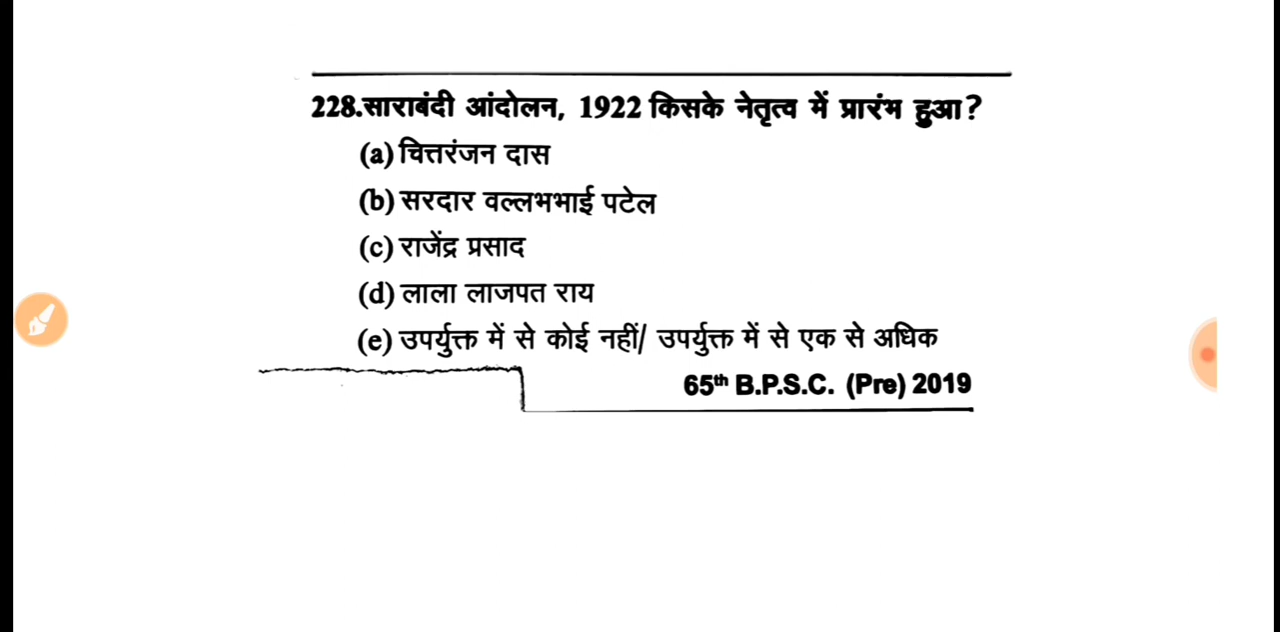 228.साराबंदी आंदोलन, 1922 किसके नेतृत्व में प्रारंभ हुआ?
(a) चित्तरंजन दास
(b) सरदार वल्लभभाई पटेल
(c) राजेंद्र प्रसाद
(d) लाला लाजपत राय
(e) उपर्युक्त में से कोई नहीं/ उपर्युक्त में से एक से अधिक
65th B.P.S.C. (Pre) 2019